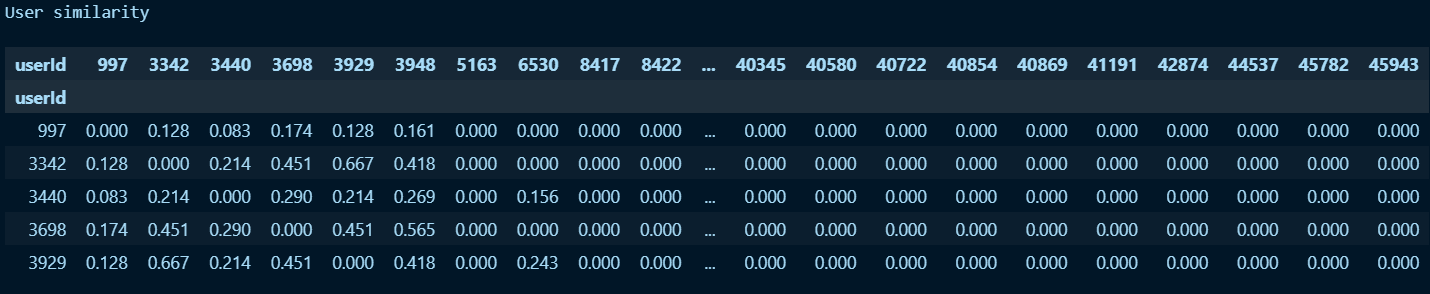 User similarity
userId 997 3342 3440 3698 3929 3948 5163 6530 8417 8422 ... 40345 40580 40722 40854 40869 41191 42874 44537 45782 45943
userId
997 0.000 0.128 0.083 0.174 0.128 0.161 0.000 0.000 0.000 0.000 ... 0.000 0.000 0.000 0.000 0.000 0.000 0.000 0.000 0.000 0.000
3342 0.128 0.000 0.214 0.451 0.667 0.418 0.000 0.000 0.000 0.000 ... 0.000 0.000 0.000 0.000 0.000 0.000 0.000 0.000 0.000 0.000
3440 0.083 0.214 0.000 0.290 0.214 0.269 0.000 0.156 0.000 0.000 ... 0.000 0.000 0.000 0.000 0.000 0.000 0.000 0.000 0.000 0.000
3698 0.174 0.451 0.290 0.000 0.451 0.565 0.000 0.000 0.000 0.000 ... 0.000 0.000 0.000 0.000 0.000 0.000 0.000 0.000 0.000 0.000
3929 0.128 0.667 0.214 0.451 0.000 0.418 0.000 0.243 0.000 0.000 ... 0.000 0.000 0.000 0.000 0.000 0.000 0.000 0.000 0.000 0.000